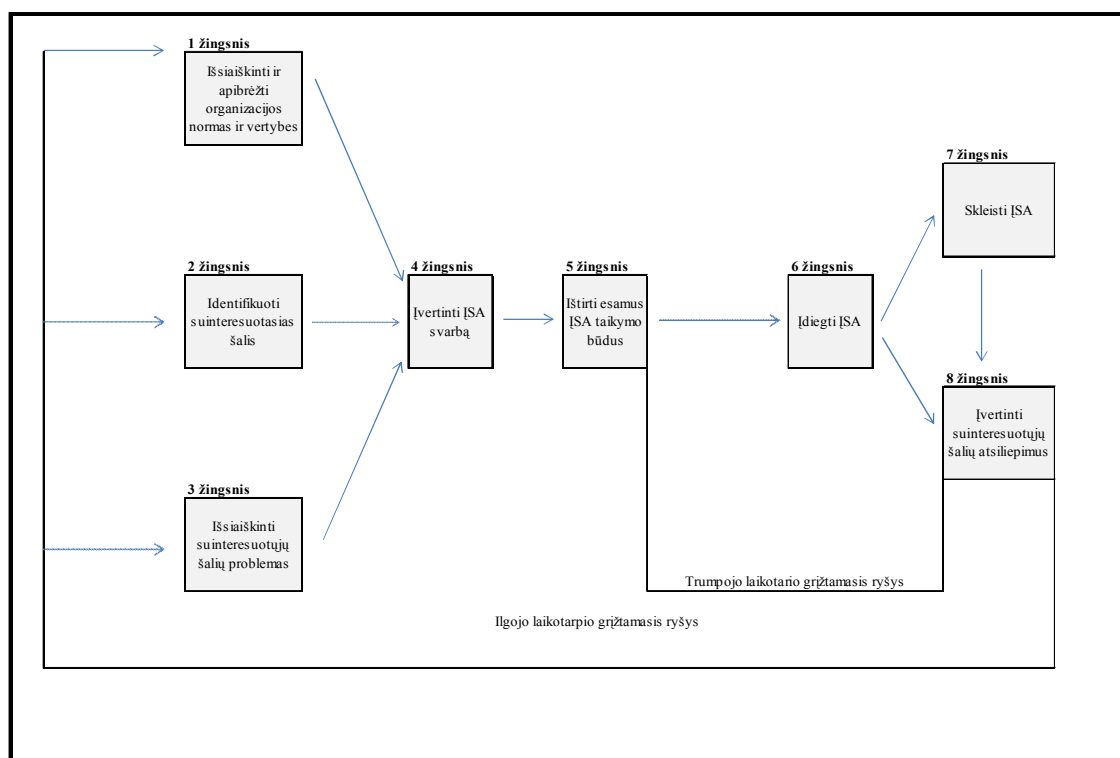 1 žingsnis
Išsiaiškinti ir
apibrėžti
organizacijos
normas ir vertybes
2 žingsnis
Identifikuoti
suinteresuotąsias
šalis
3 žingsnis
Išsiaiškinti
suinteresuotųjų
šalių problemas
4 žingsnis
Įvertinti ĮSA
svarbą
5 žingsnis
Ištirti esamus
ĮSA taikymo
būdus
6 žingsnis
Įdiegti ĮSA
7 žingsnis
Skleisti ĮSA
8 žingsnis
Įvertinti
suinteresuotųjų
šalių atsiliepimus
Trumpojo laikotario grįžtamasis ryšys
Ilgojo laikotarpio grįžtamasis ryšys